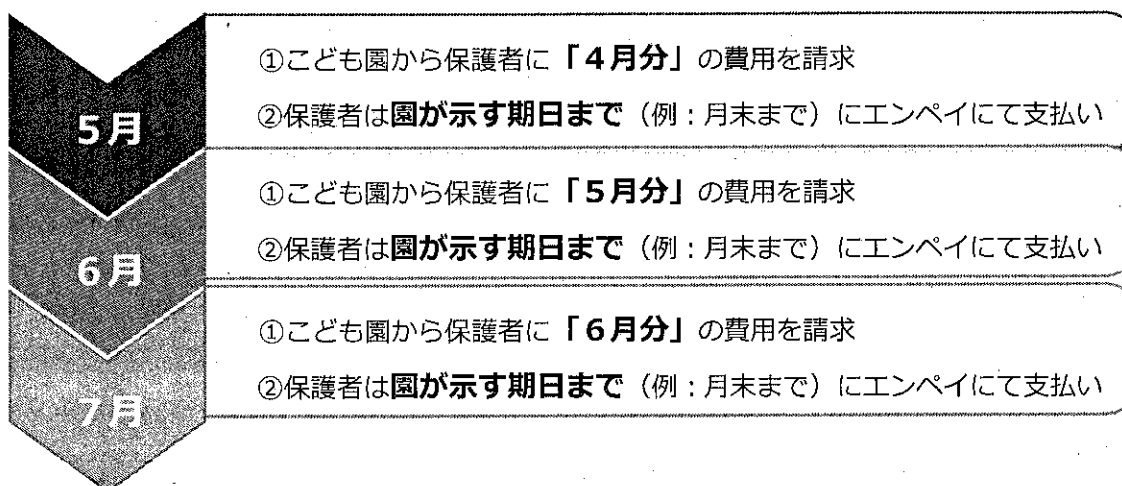 5月
①こども園から保護者に「4月分」の費用を請求
②保護者は園が示す期日まで（例：月末まで）にエンペイにて支払い
6月
①こども園から保護者に「5月分」の費用を請求
②保護者は園が示す期日まで（例：月末まで）にエンペイにて支払い
7月
①こども園から保護者に「6月分」の費用を請求
②保護者は園が示す期日まで（例：月末まで）にエンペイにて支払い